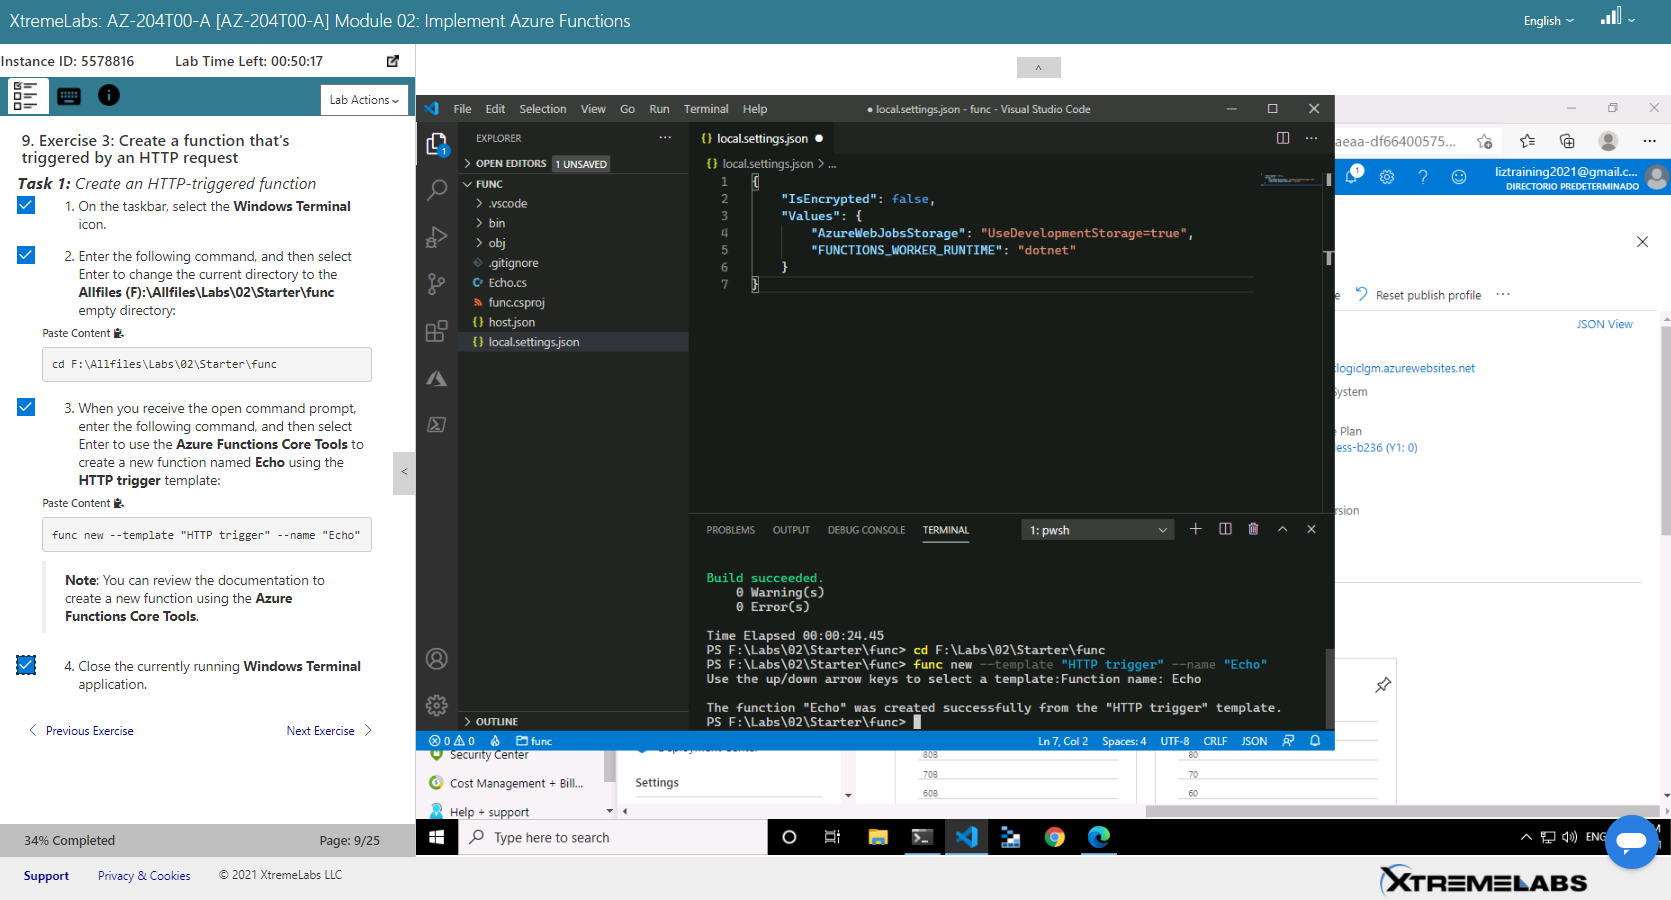 XtremeLabs: AZ-204T00-A [AZ-204T00-A] Module 02: Implement Azure Functions
English
Instance ID: 5578816
Lab Time Left: 00:50:17
Lab Actions
9. Exercise 3: Create a function that's
triggered by an HTTP request
Task 1: Create an HTTP-triggered function
1. On the taskbar, select the Windows Terminal
icon.
2. Enter the following command, and then select
Enter to change the current directory to the
Allfiles (F):\Allfiles\Labs\02\Starter\func
empty directory:
Paste Content
cd F:\Allfiles\Labs\02\Starter\func
3. When you receive the open command prompt,
enter the following command, and then select
Enter to use the Azure Functions Core Tools to
create a new function named Echo using the
HTTP trigger template:
Paste Content
func new --template "HTTP trigger" --name "Echo"
Note: You can review the documentation to
create a new function using the Azure
Functions Core Tools.
4. Close the currently running Windows Terminal
application.
< Previous Exercise
Next Exercise >
34% Completed
Page: 9/25
Support
Privacy & Cookies
© 2021 XtremeLabs LLC
File Edit Selection View Go Run Terminal Help
● local.settings.json - func - Visual Studio Code
1
EXPLORER
···
> OPEN EDITORS 1 UNSAVED
FUNC
> .vscode
> bin
> obj
.gitignore
C# Echo.cs
func.csproj
{} host.json
{} local.settings.json
> OUTLINE
{} local.settings.json ●
···
{} local.settings.json > ...
1 {
2 "IsEncrypted": false,
3 "Values": {
4 "AzureWebJobsStorage": "UseDevelopmentStorage=true",
5 "FUNCTIONS_WORKER_RUNTIME": "dotnet"
6 }
7 }
PROBLEMS OUTPUT DEBUG CONSOLE TERMINAL
1: pwsh
Build succeeded.
0 Warning(s)
0 Error(s)
Time Elapsed 00:00:24.45
PS F:\Labs\02\Starter\func> cd F:\Labs\02\Starter\func
PS F:\Labs\02\Starter\func> func new --template "HTTP trigger" --name "Echo"
Use the up/down arrow keys to select a template:Function name: Echo
The function "Echo" was created successfully from the "HTTP trigger" template.
PS F:\Labs\02\Starter\func>
0 0 func
Ln 7, Col 2 Spaces: 4 UTF-8 CRLF JSON
aeaa-df66400575...
1
liztraining2021@gmail.c...
DIRECTORIO PREDETERMINADO
Reset publish profile ···
JSON View
logiclgm.azurewebsites.net
Plan
ess-b236 (Y1: 0)
Security Center
Cost Management + Bill...
Help + support
Settings
80B
70B
60B
80
70
60
Type here to search
ENG
XTREMELABS